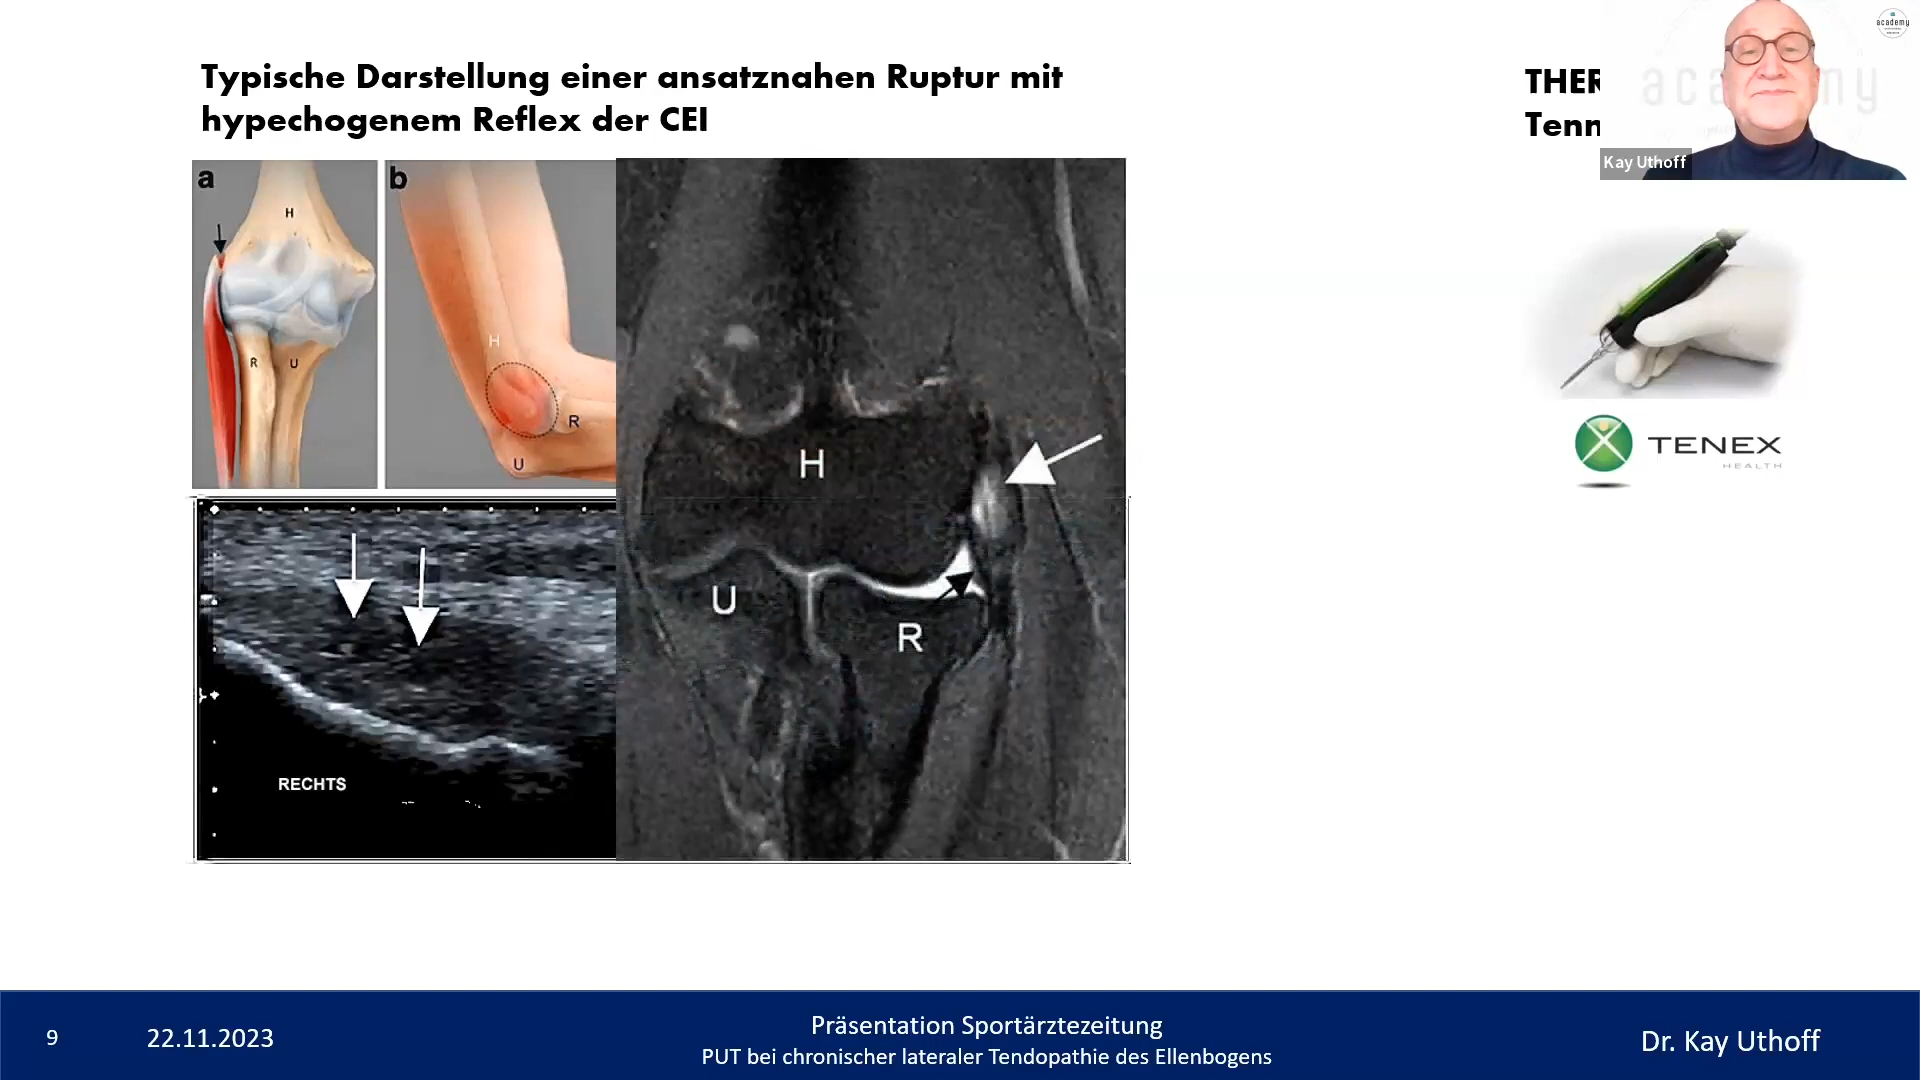 Typische Darstellung einer ansatznahen Ruptur mit
hypechogenem Reflex der CEI
THER
Tenn
academy
Kay Uthoff
academy
a
b
H
R
U
H
R
U
H
U
R
RECHTS
TENEX
HEALTH
9
22.11.2023
Präsentation Sportärztezeitung
PUT bei chronischer lateraler Tendopathie des Ellenbogens
Dr. Kay Uthoff